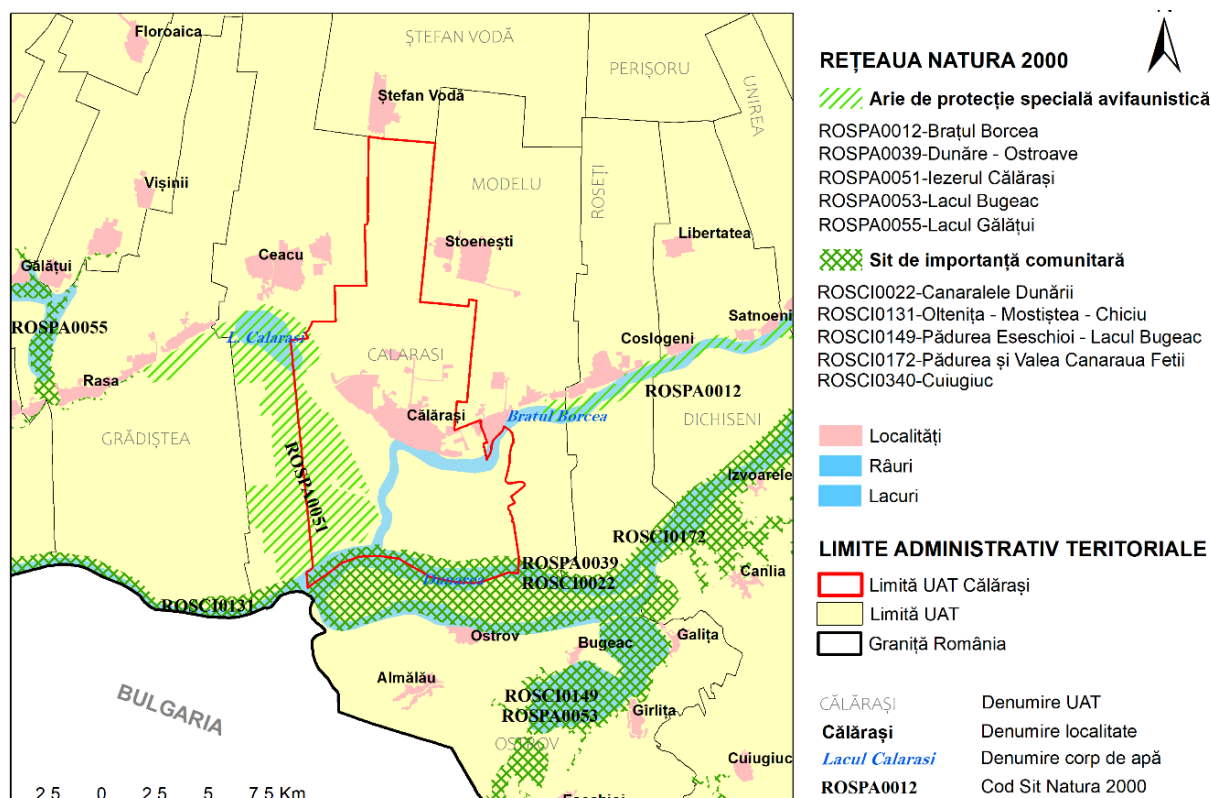 Floroaica
ȘTEFAN VODĂ
PERIȘORU
UNIREA
Ștefan Vodă
Vișinii
MODELU
ROSEȚI
Ceacu
Stoenești
Libertatea
Gălățui
ROSPA0055
L. Calarasi
Satnoeni
Coslogeni
CALARASI
Rasa
ROSPA0012
Călărași
Bratul Borcea
DICHISENI
GRĂDIȘTEA
ROSPA0051
Izvoarele
ROSCI0172
ROSPA0039
Dunarea
ROSCI0022
Canlia
ROSCI0131
Ostrov
Bugeac
Galița
Almălău
BULGARIA
ROSCI0149
ROSPA0053
Gîrlița
OSTROV
Cuiugiuc
2.5 0 2.5 5 7.5 Km
REȚEAUA NATURA 2000
Arie de protecție specială avifaunistică
ROSPA0012-Brațul Borcea
ROSPA0039-Dunăre - Ostroave
ROSPA0051-Iezerul Călărași
ROSPA0053-Lacul Bugeac
ROSPA0055-Lacul Gălățui
Sit de importanță comunitară
ROSCI0022-Canaralele Dunării
ROSCI0131-Oltenița - Mostiștea - Chiciu
ROSCI0149-Pădurea Eseschioi - Lacul Bugeac
ROSCI0172-Pădurea și Valea Canaraua Fetii
ROSCI0340-Cuiugiuc
Localități
Râuri
Lacuri
LIMITE ADMINISTRATIV TERITORIALE
Limită UAT Călărași
Limită UAT
Graniță România
CĂLĂRAȘI Denumire UAT
Călărași Denumire localitate
Lacul Calarasi Denumire corp de apă
ROSPA0012 Cod Sit Natura 2000